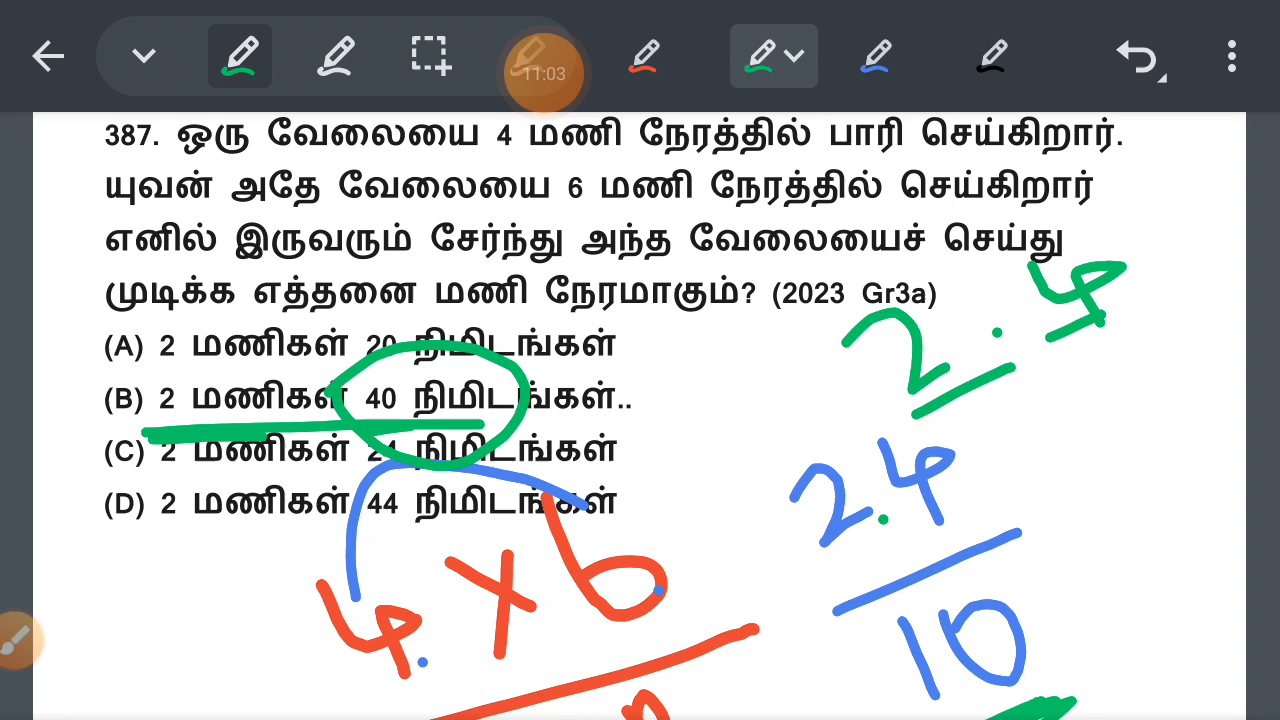 11:03
387. ஒரு வேலையை 4 மணி நேரத்தில் பாரி செய்கிறார்.
யுவன் அதே வேலையை 6 மணி நேரத்தில் செய்கிறார்
எனில் இருவரும் சேர்ந்து அந்த வேலையைச் செய்து
முடிக்க எத்தனை மணி நேரமாகும்? (2023 Gr3a)
(A) 2 மணிகள் 20 நிமிடங்கள்
(B) 2 மணிகள் 40 நிமிடங்கள்..
(C) 2 மணிகள் 24 நிமிடங்கள்
(D) 2 மணிகள் 44 நிமிடங்கள்
2.4
2.4
10
4 x 6